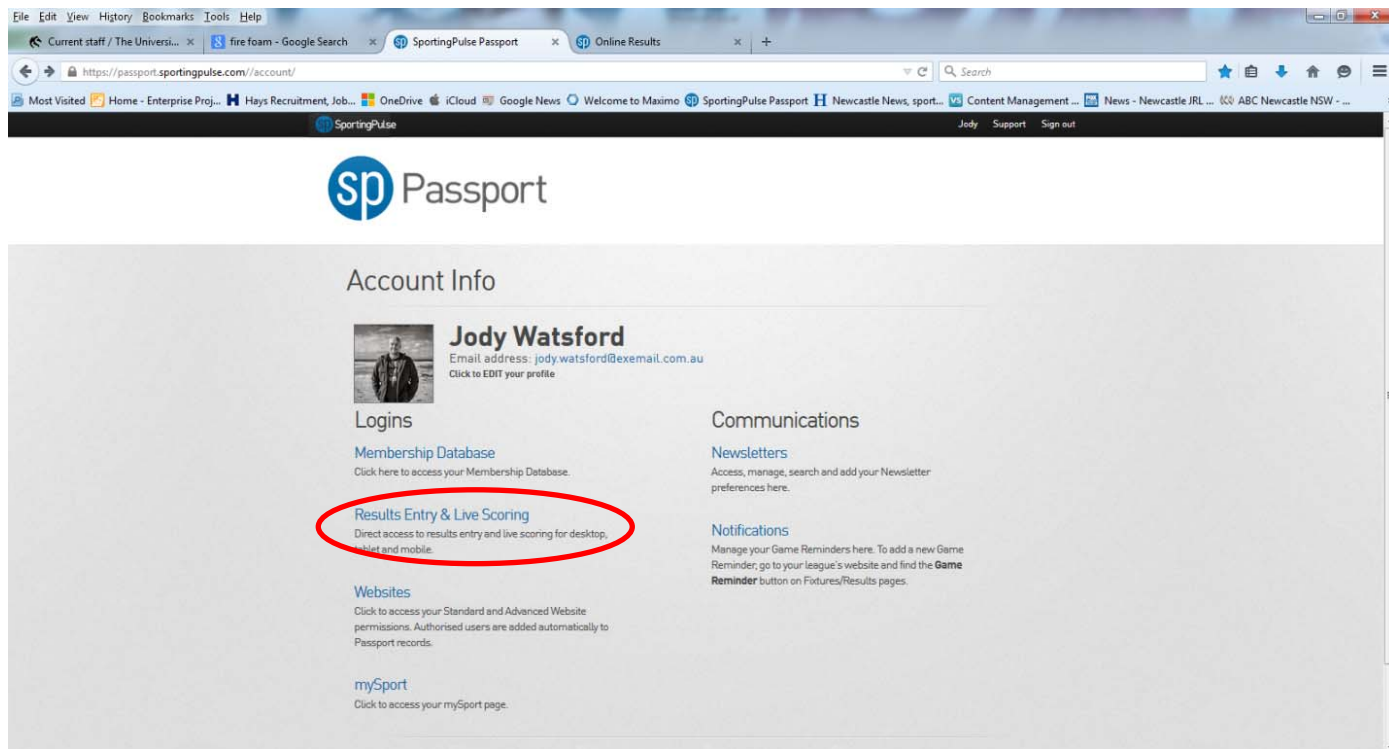 File Edit View History Bookmarks Tools Help
Current staff / The Universi... × fire foam - Google Search × SportingPulse Passport × Online Results × +
https://passport.sportingpulse.com//account/ Search
Most Visited Home - Enterprise Proj... Hays Recruitment, Job... OneDrive iCloud Google News Welcome to Maximo SportingPulse Passport Newcastle News, sport... Content Management ... News - Newcastle JRL ... ABC Newcastle NSW - ...
SportingPulse Jody Support Sign out
sp Passport
Account Info
Jody Watsford
Email address: jody.watsford@exemail.com.au
Click to EDIT your profile
Logins
Membership Database
Click here to access your Membership Database.
Results Entry & Live Scoring
Direct access to results entry and live scoring for desktop,
tablet and mobile.
Websites
Click to access your Standard and Advanced Website
permissions. Authorised users are added automatically to
Passport records.
mySport
Click to access your mySport page.
Communications
Newsletters
Access, manage, search and add your Newsletter
preferences here.
Notifications
Manage your Game Reminders here. To add a new Game
Reminder, go to your league's website and find the Game
Reminder button on Fixtures/Results pages.